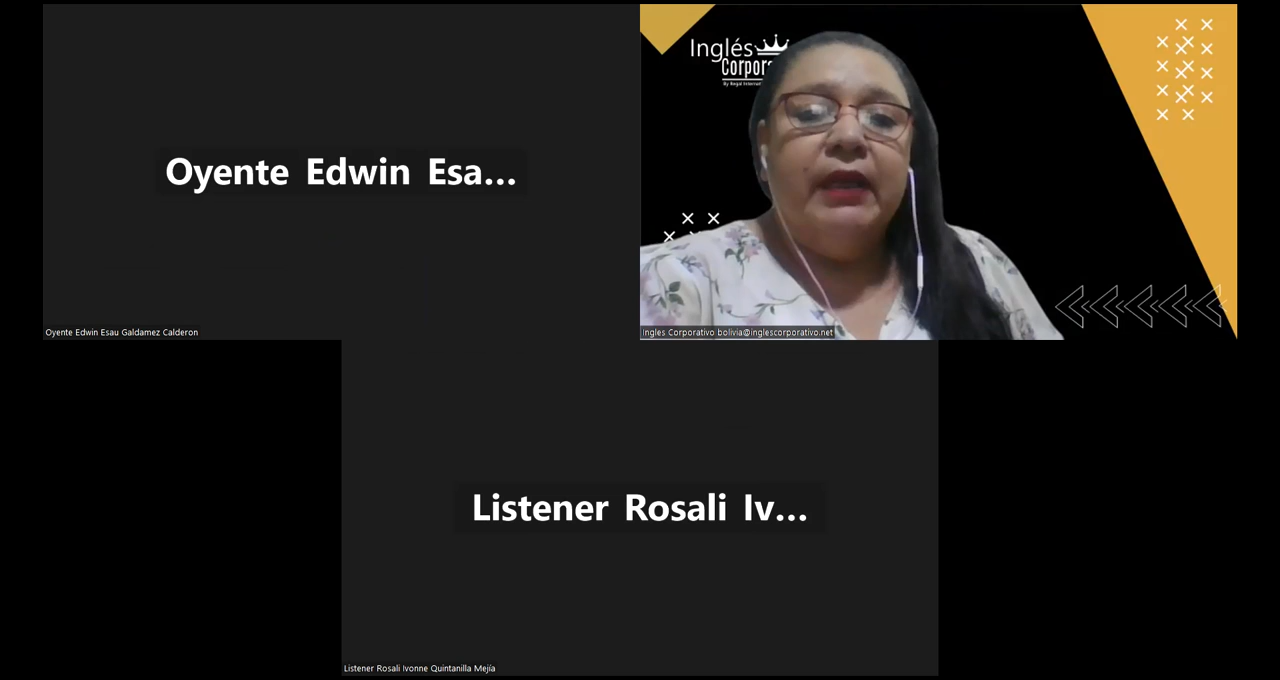 Oyente Edwin Esa...
Oyente Edwin Esau Galdamez Calderon
Inglés
Corpora
Ingles Corporativo bolivia@inglescorporativo.net
Listener Rosali Iv...
Listener Rosali Ivonne Quintanilla Mejía